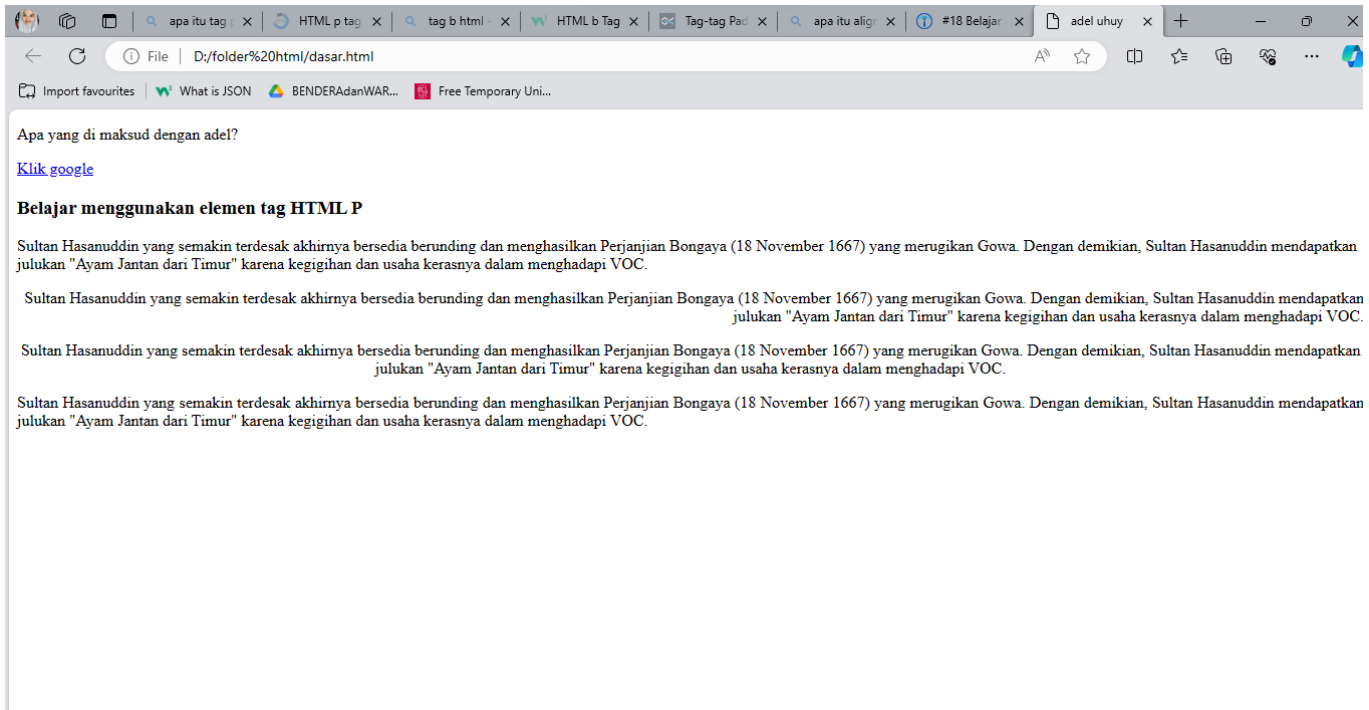 apa itu tag p
HTML p tag
tag b html -
HTML b Tag
Tag-tag Pad
apa itu alig
#18 Belajar
adel uhuy
File
D:/folder%20html/dasar.html
Import favourites
What is JSON
BENDERAdanWAR...
Free Temporary Uni...
Apa yang di maksud dengan adel?
Klik google
Belajar menggunakan elemen tag HTML P
Sultan Hasanuddin yang semakin terdesak akhirnya bersedia berunding dan menghasilkan Perjanjian Bongaya (18 November 1667) yang merugikan Gowa. Dengan demikian, Sultan Hasanuddin mendapatkan
julukan "Ayam Jantan dari Timur" karena kegigihan dan usaha kerasnya dalam menghadapi VOC.
Sultan Hasanuddin yang semakin terdesak akhirnya bersedia berunding dan menghasilkan Perjanjian Bongaya (18 November 1667) yang merugikan Gowa. Dengan demikian, Sultan Hasanuddin mendapatkan
julukan "Ayam Jantan dari Timur" karena kegigihan dan usaha kerasnya dalam menghadapi VOC.
Sultan Hasanuddin yang semakin terdesak akhirnya bersedia berunding dan menghasilkan Perjanjian Bongaya (18 November 1667) yang merugikan Gowa. Dengan demikian, Sultan Hasanuddin mendapatkan
julukan "Ayam Jantan dari Timur" karena kegigihan dan usaha kerasnya dalam menghadapi VOC.
Sultan Hasanuddin yang semakin terdesak akhirnya bersedia berunding dan menghasilkan Perjanjian Bongaya (18 November 1667) yang merugikan Gowa. Dengan demikian, Sultan Hasanuddin mendapatkan
julukan "Ayam Jantan dari Timur" karena kegigihan dan usaha kerasnya dalam menghadapi VOC.